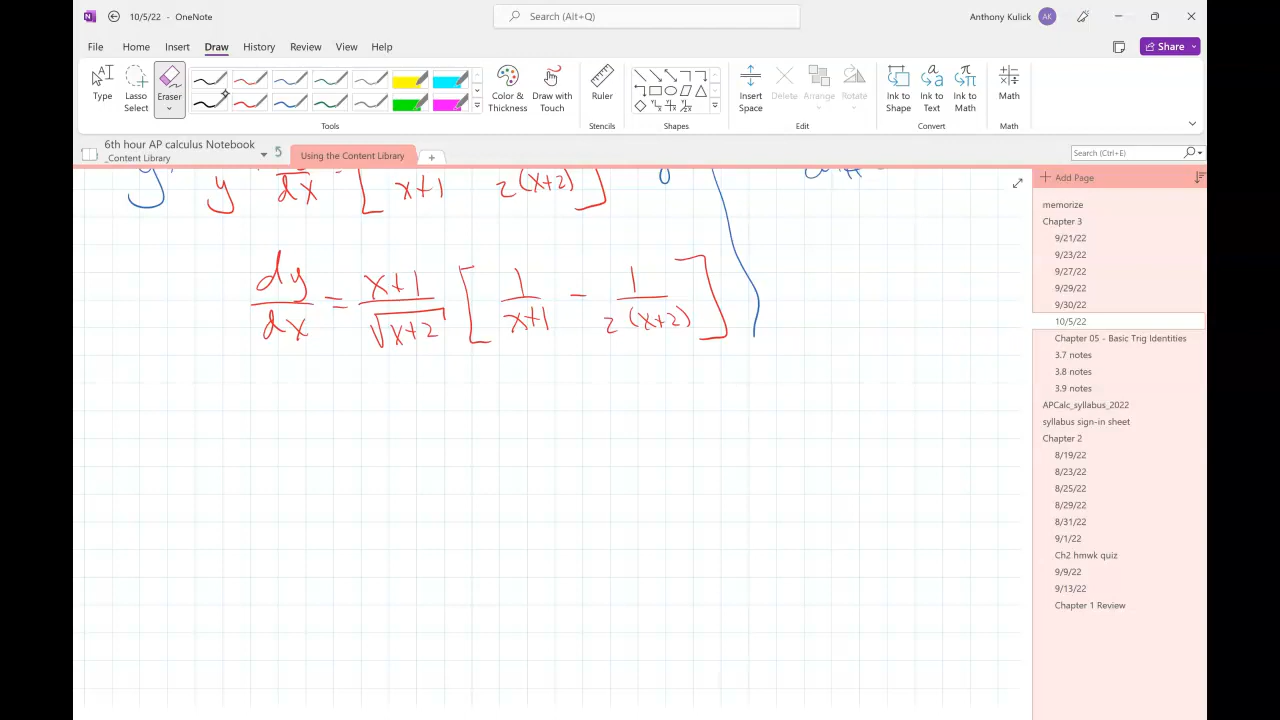 10/5/22 - OneNote
Search (Alt+Q)
Anthony Kulick
AK
File Home Insert Draw History Review View Help
Share
Type
Lasso Select
Eraser
Color & Thickness
Draw with Touch
Ruler
Insert Space
Delete
Arrange
Rotate
Ink to Shape
Ink to Text
Ink to Math
Math
Tools Stencils Shapes Edit Convert Math
6th hour AP calculus Notebook
_Content Library
Using the Content Library
Search (Ctrl+E)
Add Page
memorize
Chapter 3
9/21/22
9/23/22
9/27/22
9/29/22
9/30/22
10/5/22
Chapter 05 - Basic Trig Identities
3.7 notes
3.8 notes
3.9 notes
APCalc_syllabus_2022
syllabus sign-in sheet
Chapter 2
8/19/22
8/23/22
8/25/22
8/29/22
8/31/22
9/1/22
Ch2 hmwk quiz
9/9/22
9/13/22
Chapter 1 Review
y dx [ x+1 2(x+2) ]
dy/dx = (x+1)/√(x+2) [ 1/(x+1) - 1/(2(x+2)) ]